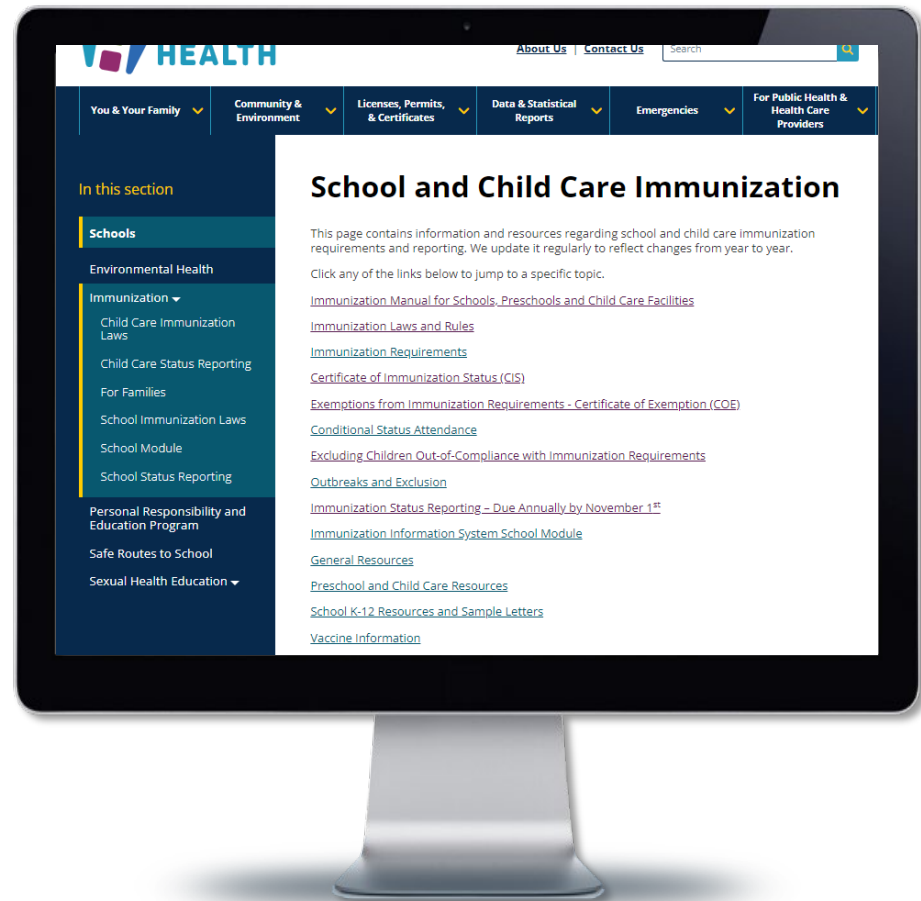 HEALTH
About Us | Contact Us
Search
You & Your Family
Community &
Environment
Licenses, Permits,
& Certificates
Data & Statistical
Reports
Emergencies
For Public Health &
Health Care
Providers
In this section
Schools
Environmental Health
Immunization
Child Care Immunization
Laws
Child Care Status Reporting
For Families
School Immunization Laws
School Module
School Status Reporting
Personal Responsibility and
Education Program
Safe Routes to School
Sexual Health Education
School and Child Care Immunization
This page contains information and resources regarding school and child care immunization
requirements and reporting. We update it regularly to reflect changes from year to year.
Click any of the links below to jump to a specific topic.
Immunization Manual for Schools, Preschools and Child Care Facilities
Immunization Laws and Rules
Immunization Requirements
Certificate of Immunization Status (CIS)
Exemptions from Immunization Requirements - Certificate of Exemption (COE)
Conditional Status Attendance
Excluding Children Out-of-Compliance with Immunization Requirements
Outbreaks and Exclusion
Immunization Status Reporting – Due Annually by November 1st
Immunization Information System School Module
General Resources
Preschool and Child Care Resources
School K-12 Resources and Sample Letters
Vaccine Information